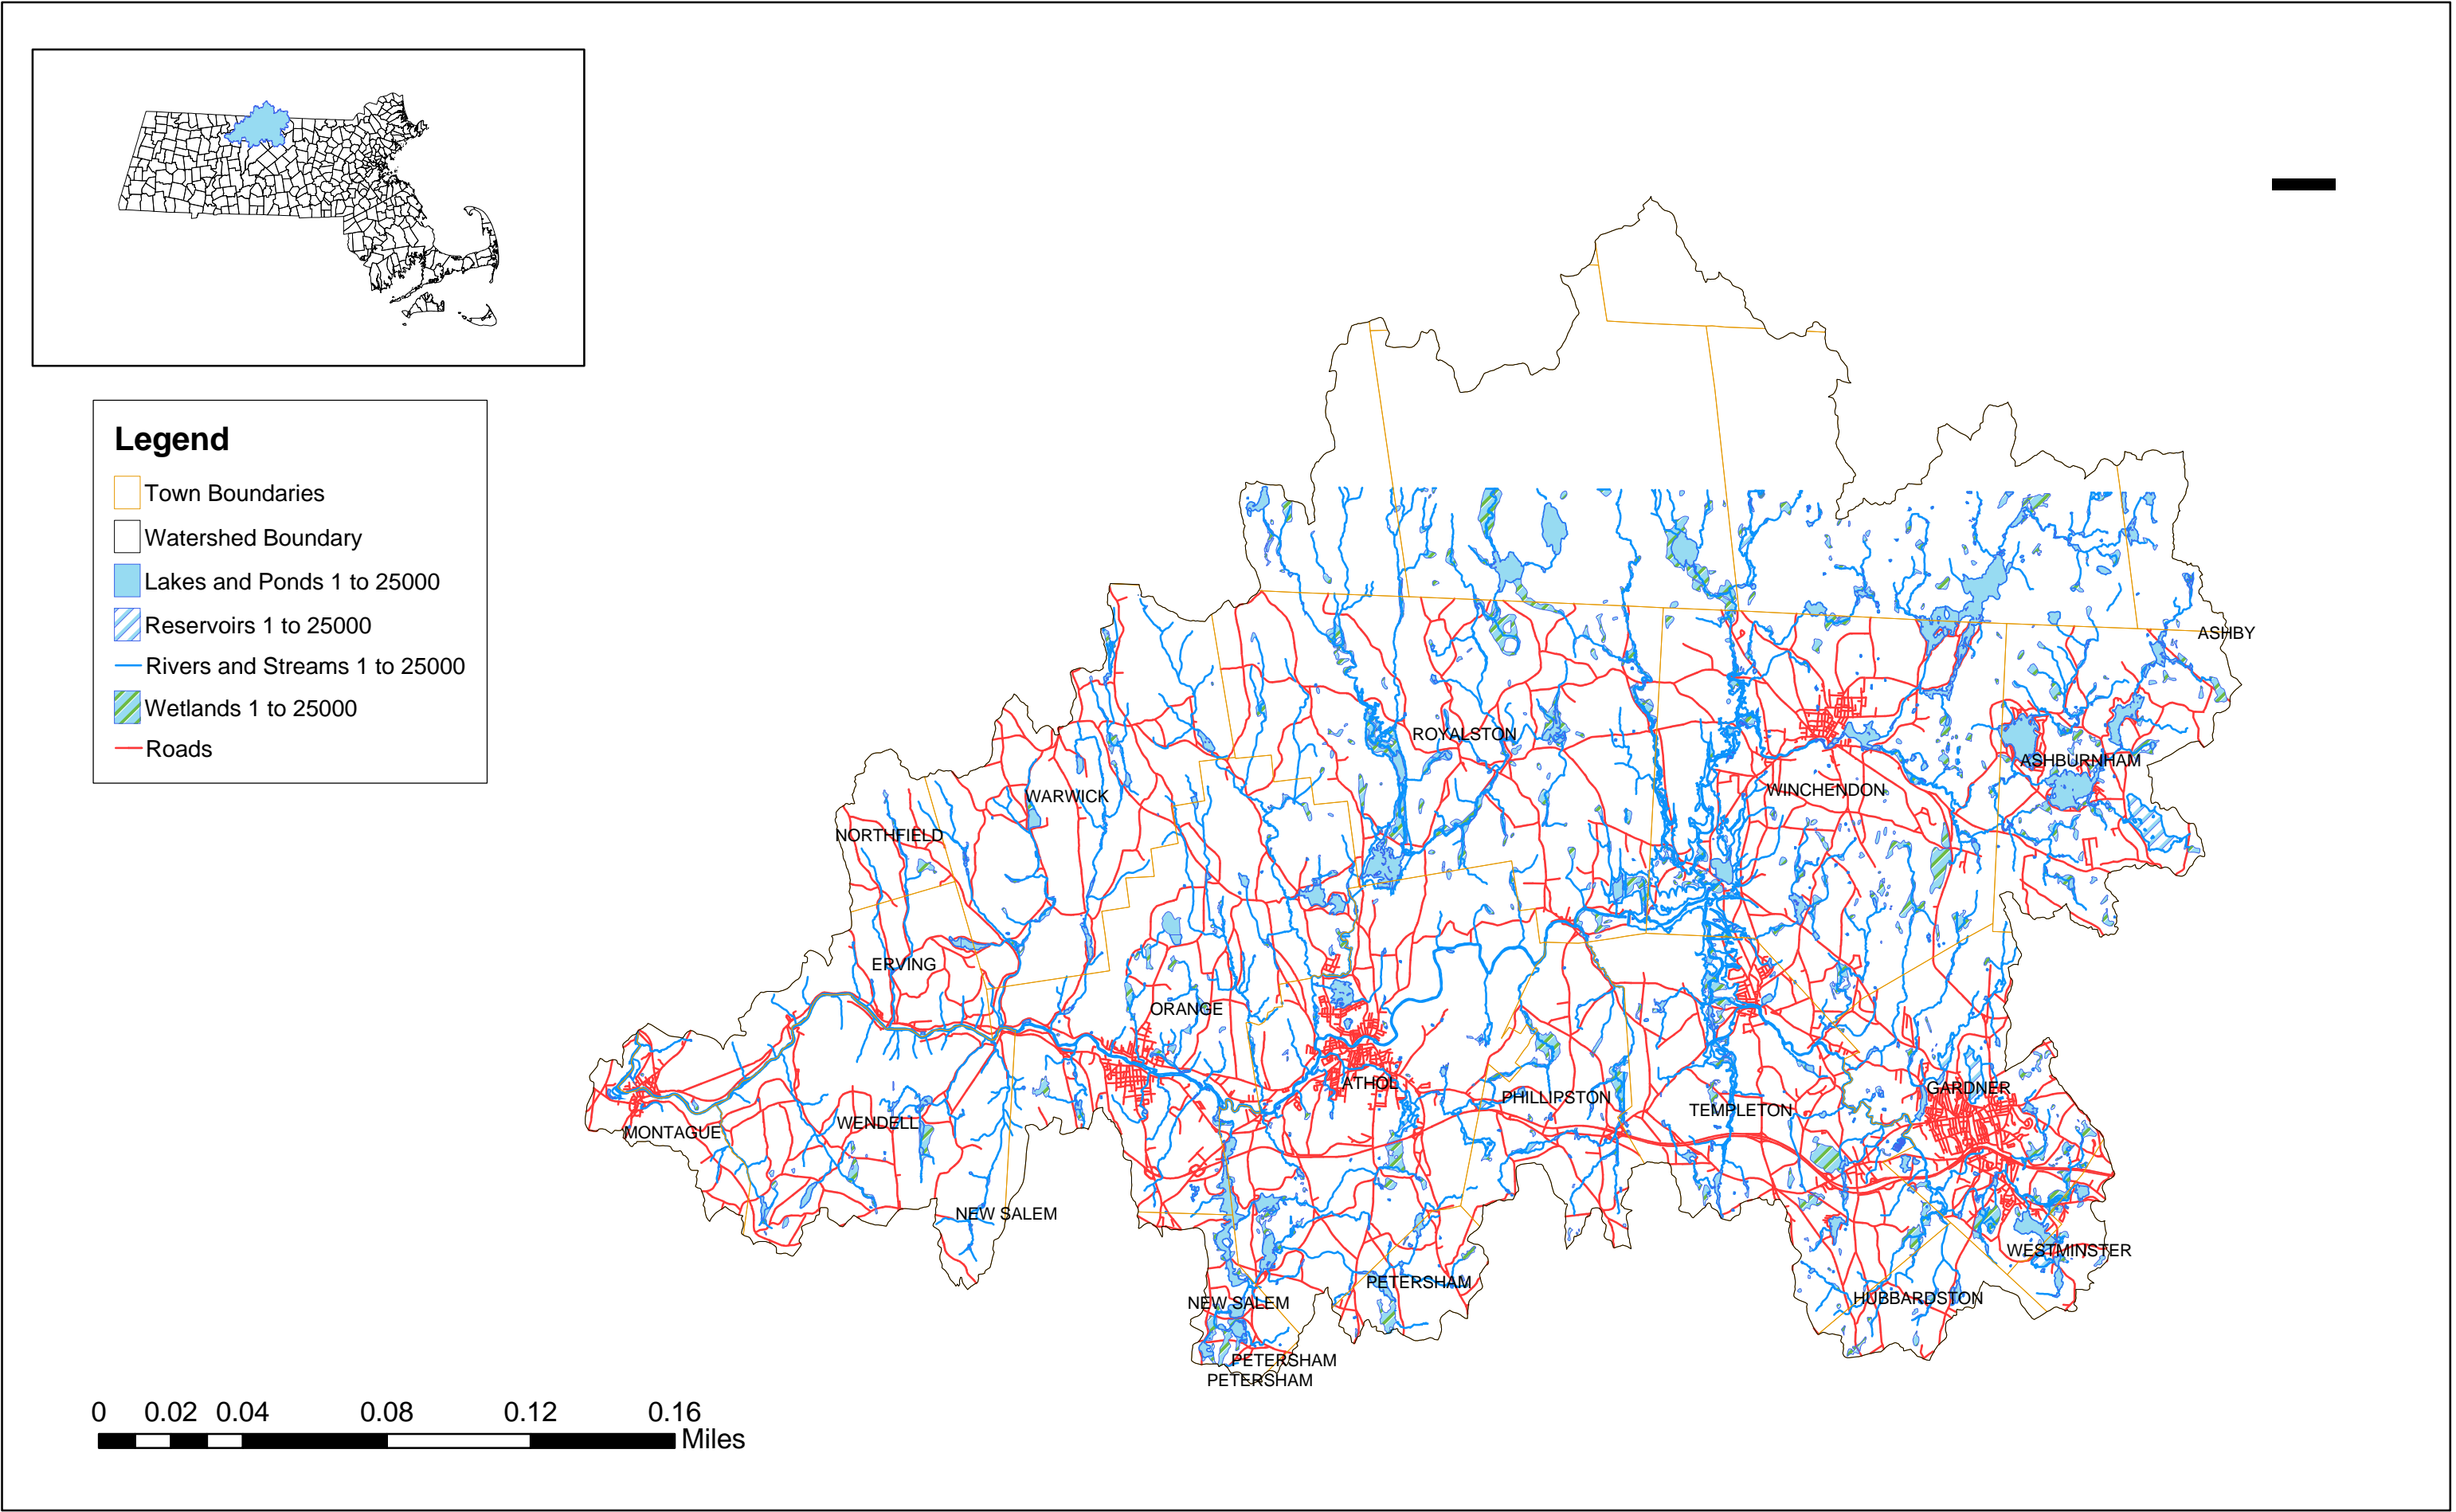 Legend
Town Boundaries
Watershed Boundary
Lakes and Ponds 1 to 25000
Reservoirs 1 to 25000
Rivers and Streams 1 to 25000
Wetlands 1 to 25000
Roads
ASHBY
ROYALSTON
ASHBURNHAM
WINCHENDON
WARWICK
NORTHFIELD
ERVING
ORANGE
ATHOL
GARDNER
PHILLIPSTON
TEMPLETON
WENDELL
MONTAGUE
NEW SALEM
WESTMINSTER
PETERSHAM
HUBBARDSTON
NEW SALEM
PETERSHAM
PETERSHAM
0 0.02 0.04 0.08 0.12 0.16
Miles